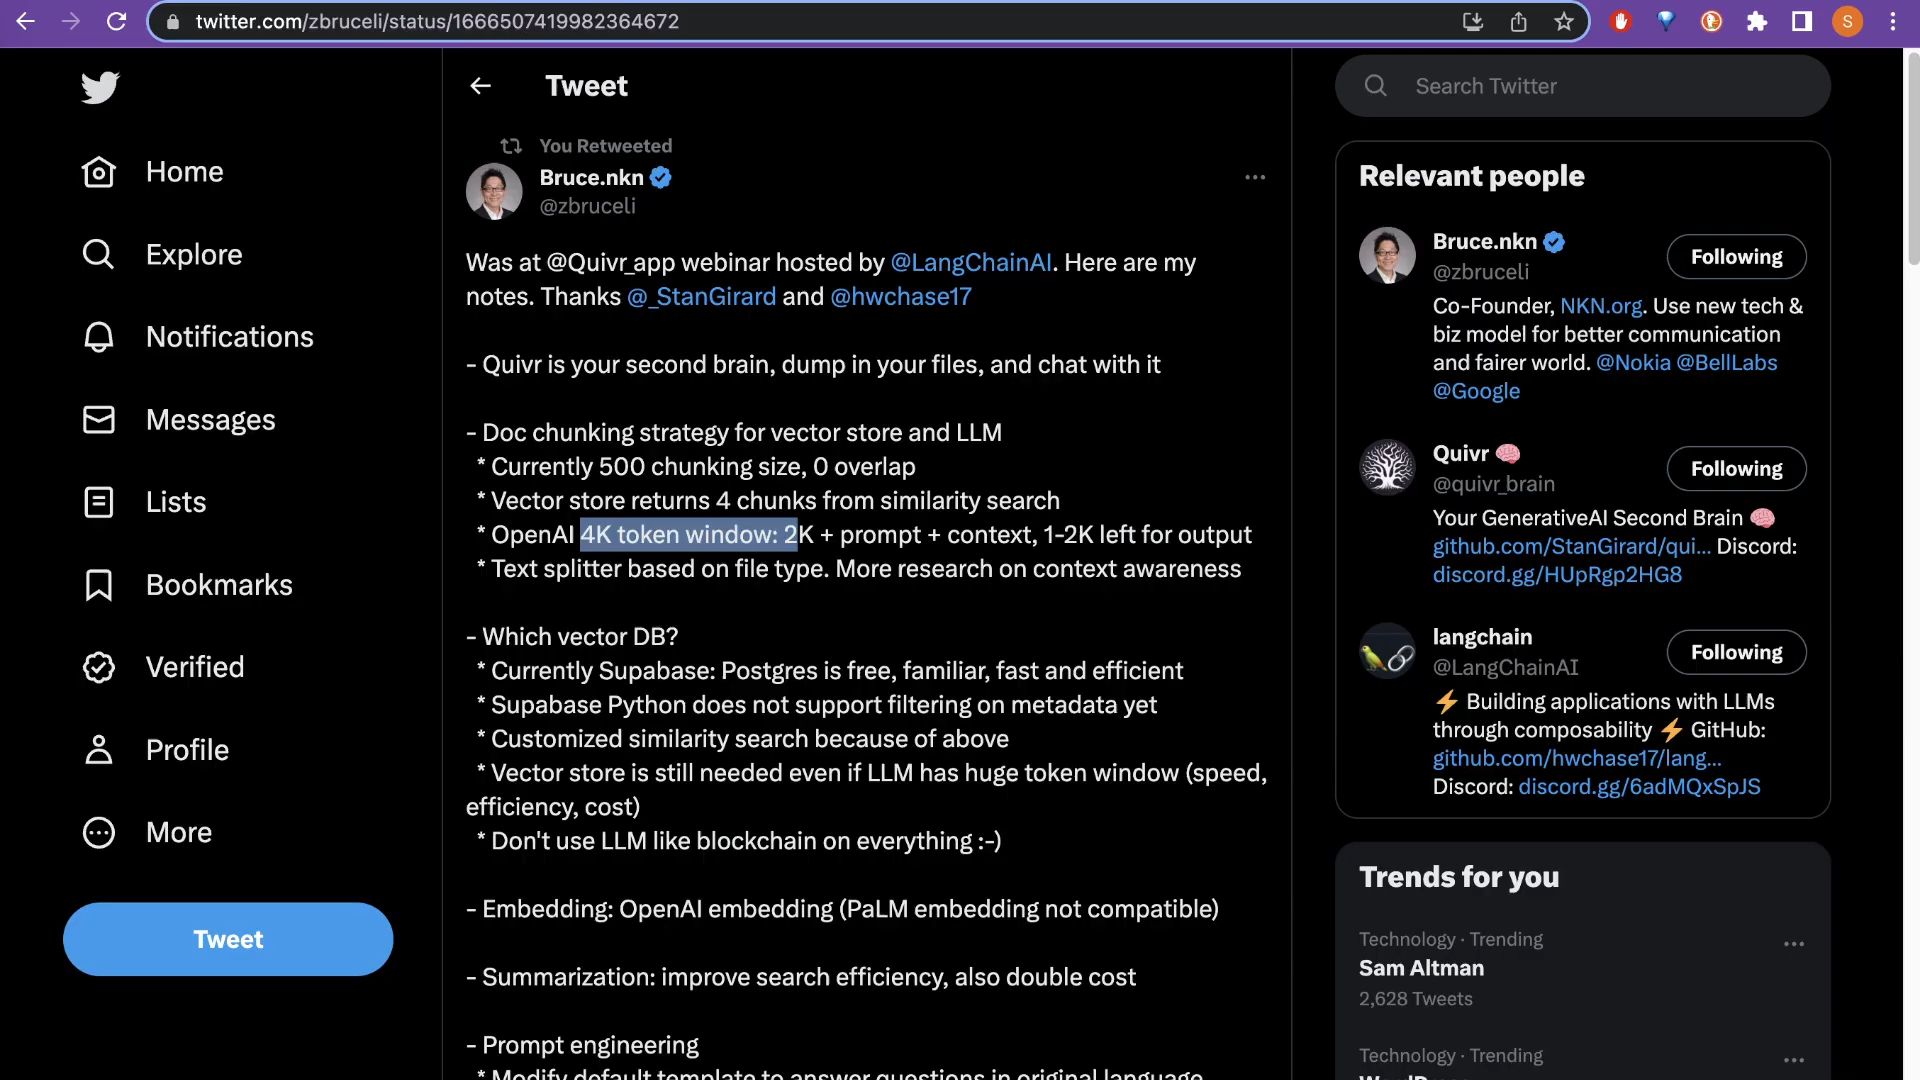 twitter.com/zbruceli/status/1666507419982364672
S
Home
Explore
Notifications
Messages
Lists
Bookmarks
Verified
Profile
More
Tweet
Tweet
You Retweeted
Bruce.nkn
@zbruceli
Was at @Quivr_app webinar hosted by @LangChainAI. Here are my
notes. Thanks @_StanGirard and @hwchase17
- Quivr is your second brain, dump in your files, and chat with it
- Doc chunking strategy for vector store and LLM
* Currently 500 chunking size, 0 overlap
* Vector store returns 4 chunks from similarity search
* OpenAI 4K token window: 2K + prompt + context, 1-2K left for output
* Text splitter based on file type. More research on context awareness
- Which vector DB?
* Currently Supabase: Postgres is free, familiar, fast and efficient
* Supabase Python does not support filtering on metadata yet
* Customized similarity search because of above
* Vector store is still needed even if LLM has huge token window (speed,
efficiency, cost)
* Don't use LLM like blockchain on everything :-)
- Embedding: OpenAI embedding (PaLM embedding not compatible)
- Summarization: improve search efficiency, also double cost
- Prompt engineering
* Modify default template to answer questions in original language
Search Twitter
Relevant people
Bruce.nkn
@zbruceli
Following
Co-Founder, NKN.org. Use new tech &
biz model for better communication
and fairer world. @Nokia @BellLabs
@Google
Quivr 🧠
@quivr_brain
Following
Your GenerativeAI Second Brain 🧠
github.com/StanGirard/qui... Discord:
discord.gg/HUpRgp2HG8
langchain
@LangChainAI
Following
⚡ Building applications with LLMs
through composability ⚡ GitHub:
github.com/hwchase17/lang...
Discord: discord.gg/6adMQxSpJS
Trends for you
Technology · Trending
Sam Altman
2,628 Tweets
Technology · Trending